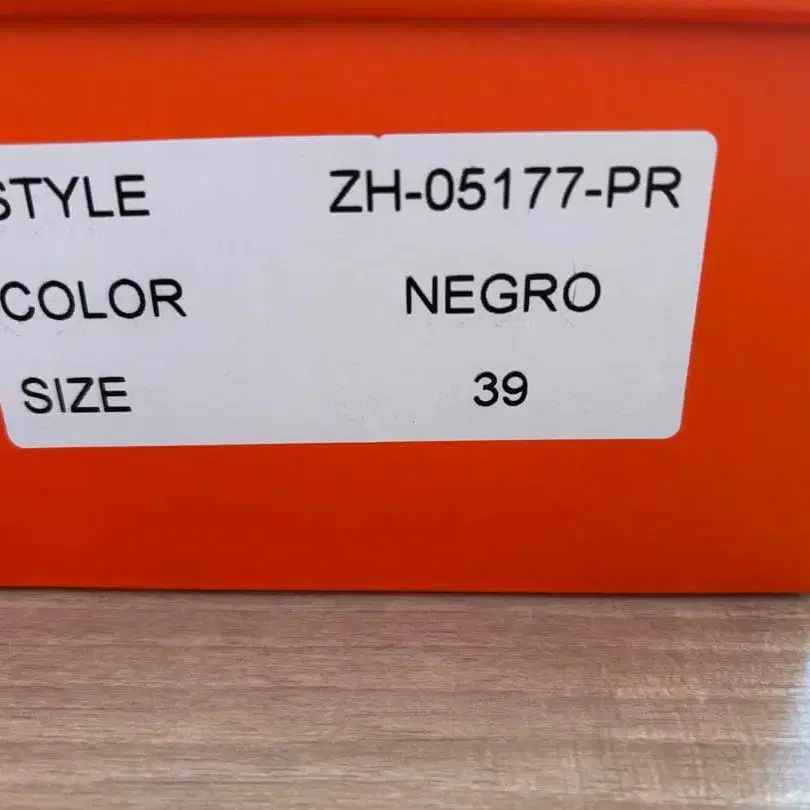 STYLE ZH-05177-PR
COLOR NEGRO
SIZE 39